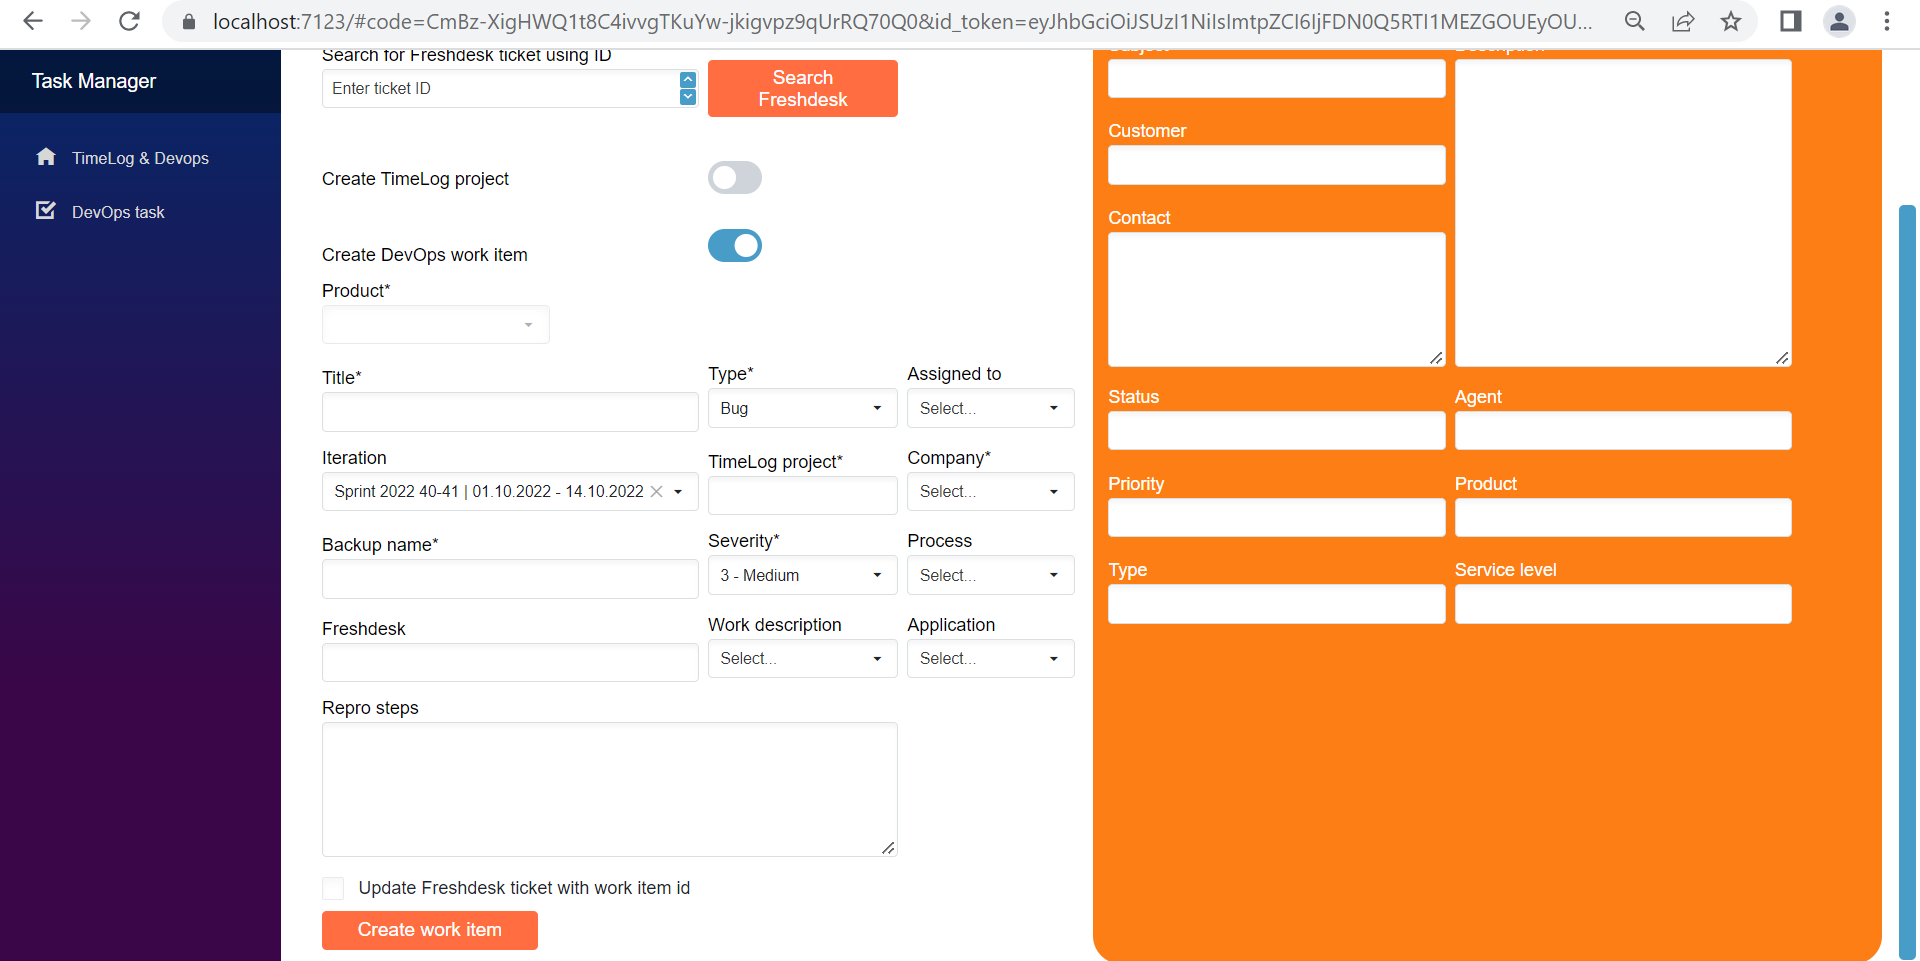 localhost:7123/#code=CmBz-XigHWQ1t8C4ivvgTKuYw-jkigvpz9qUrRQ70Q0&id_token=eyJhbGciOiJSUzI1NiIsImtpZCI6IjFDN0Q5RTI1MEZGOUEyOU...
Task Manager
TimeLog & Devops
DevOps task
Search for Freshdesk ticket using ID
Enter ticket ID
Search
Freshdesk
Create TimeLog project
Create DevOps work item
Product*
Title*
Type*
Assigned to
Bug
Select...
Iteration
TimeLog project*
Company*
Sprint 2022 40-41 | 01.10.2022 - 14.10.2022
Select...
Backup name*
Severity*
Process
3 - Medium
Select...
Freshdesk
Work description
Application
Select...
Select...
Repro steps
Update Freshdesk ticket with work item id
Create work item
Subject
Description
Customer
Contact
Status
Agent
Priority
Product
Type
Service level